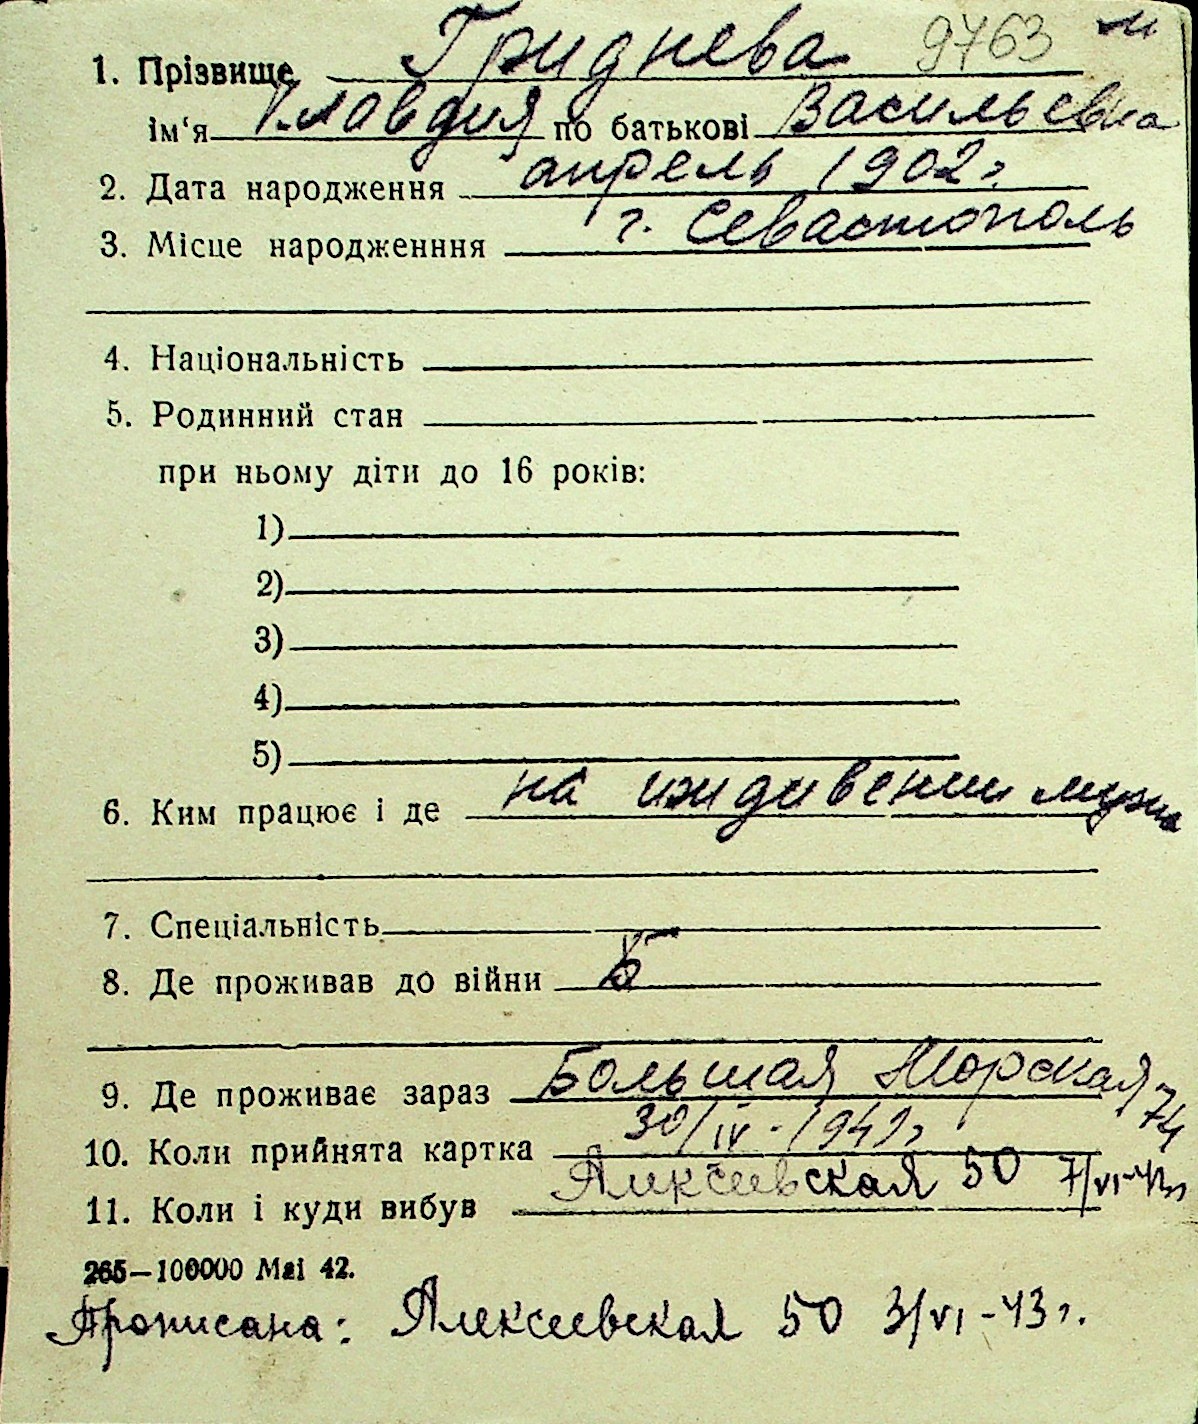 1. Прізвище Гриднева 9763
ім'я Клавдия по батькові Васильевна
2. Дата народження апрель 1902 г.
3. Місце народженння г. Севастополь
4. Національність
5. Родинний стан
при ньому діти до 16 років:
1)
2)
3)
4)
5)
6. Ким працює і де на иждивении мужа
7. Спеціальність
8. Де проживав до війни Б
9. Де проживає зараз Большая Морская 74
10. Коли прийнята картка 30/IV-1942
Алексеевская 50 7/VI-43г
11. Коли і куди вибув
265—100000 Маі 42.
Прописана: Алексеевская 50 3/VI-43 г.